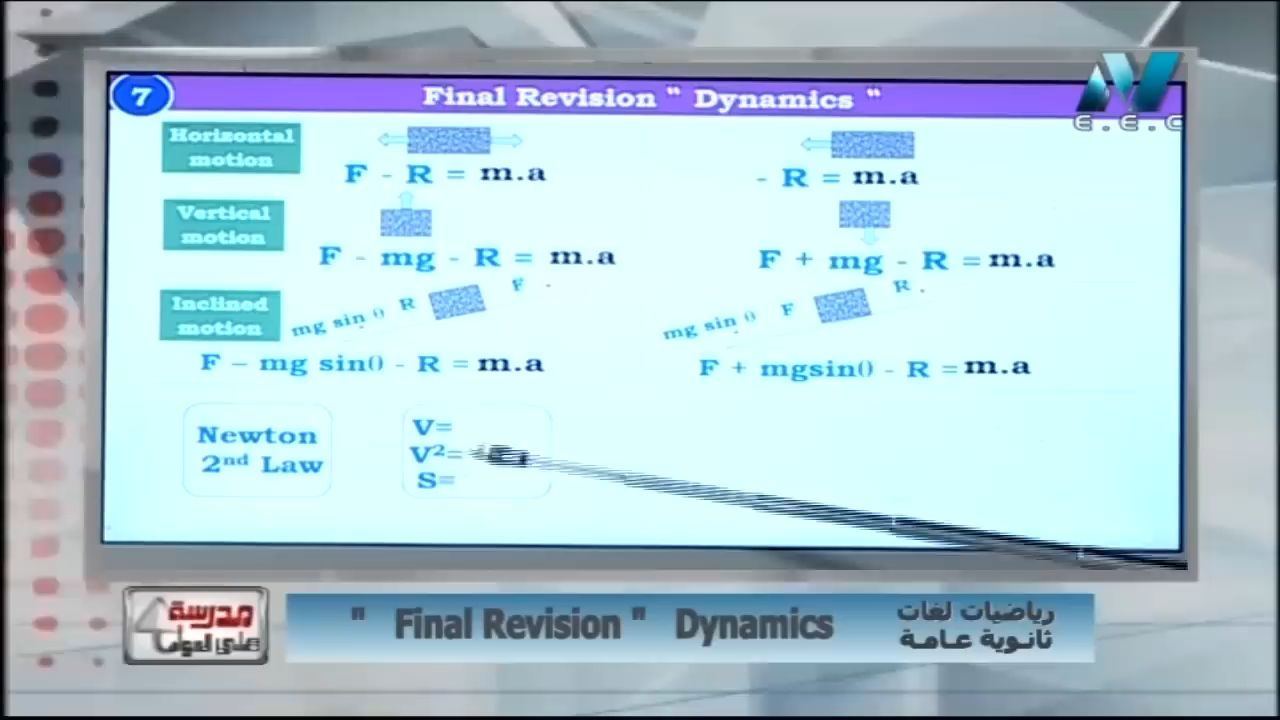 7
Final Revision " Dynamics "
E.E.C
Horizontal
motion
F - R = m.a
- R = m.a
Vertical
motion
F - mg - R = m.a
F + mg - R = m.a
Inclined
motion
mg sin θ R F
mg sin θ F R
F – mg sinθ - R = m.a
F + mgsinθ - R = m.a
Newton
2nd Law
V=
V²=
S=
مدرسة
على الهواء
" Final Revision " Dynamics
رياضيات لغات
ثانوية عامة